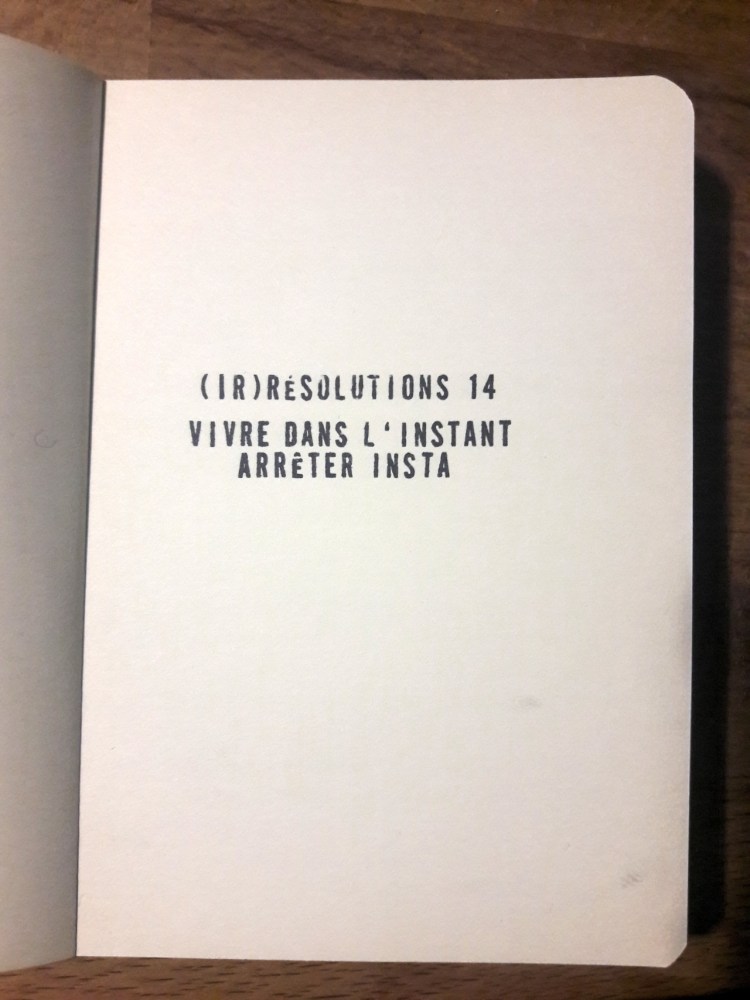 (IR)RÉSOLUTIONS 14
VIVRE DANS L'INSTANT
ARRÊTER INSTA